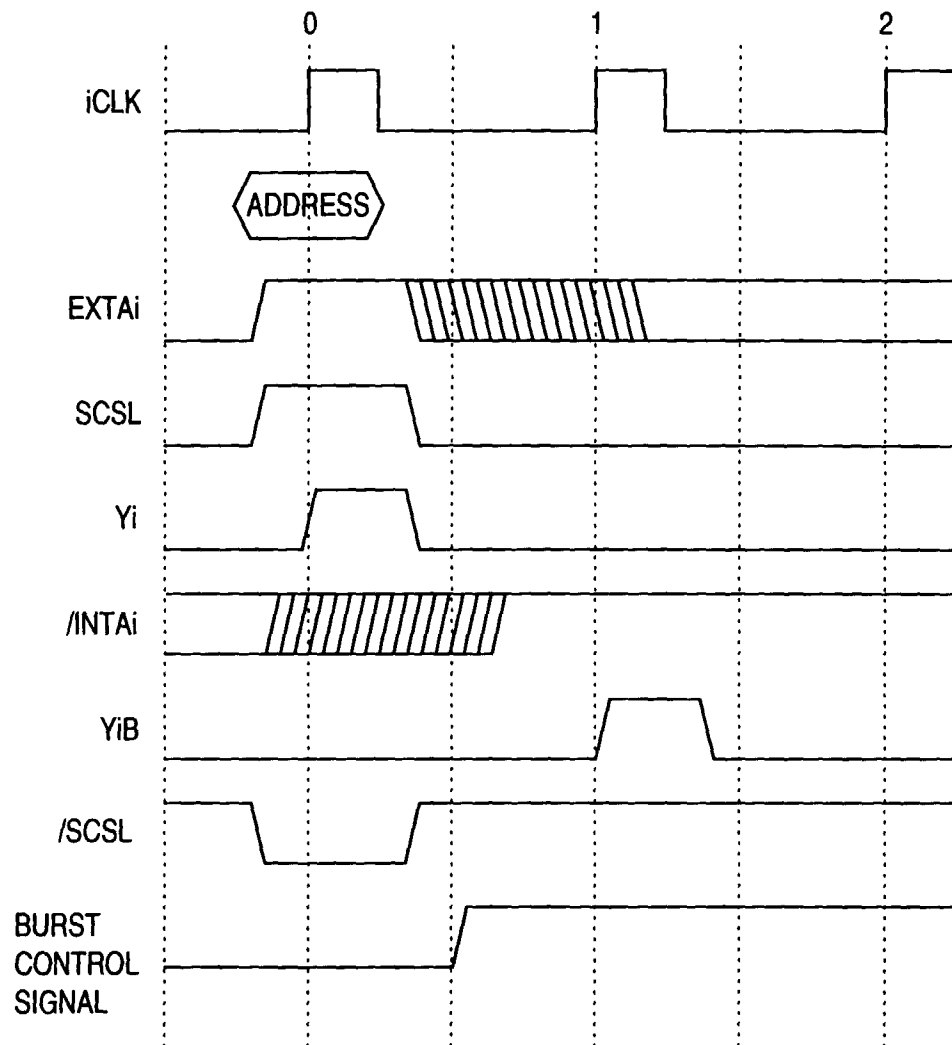 0 1 2
iCLK
ADDRESS
EXTAi
SCSL
Yi
/INTAi
YiB
/SCSL
BURST
CONTROL
SIGNAL